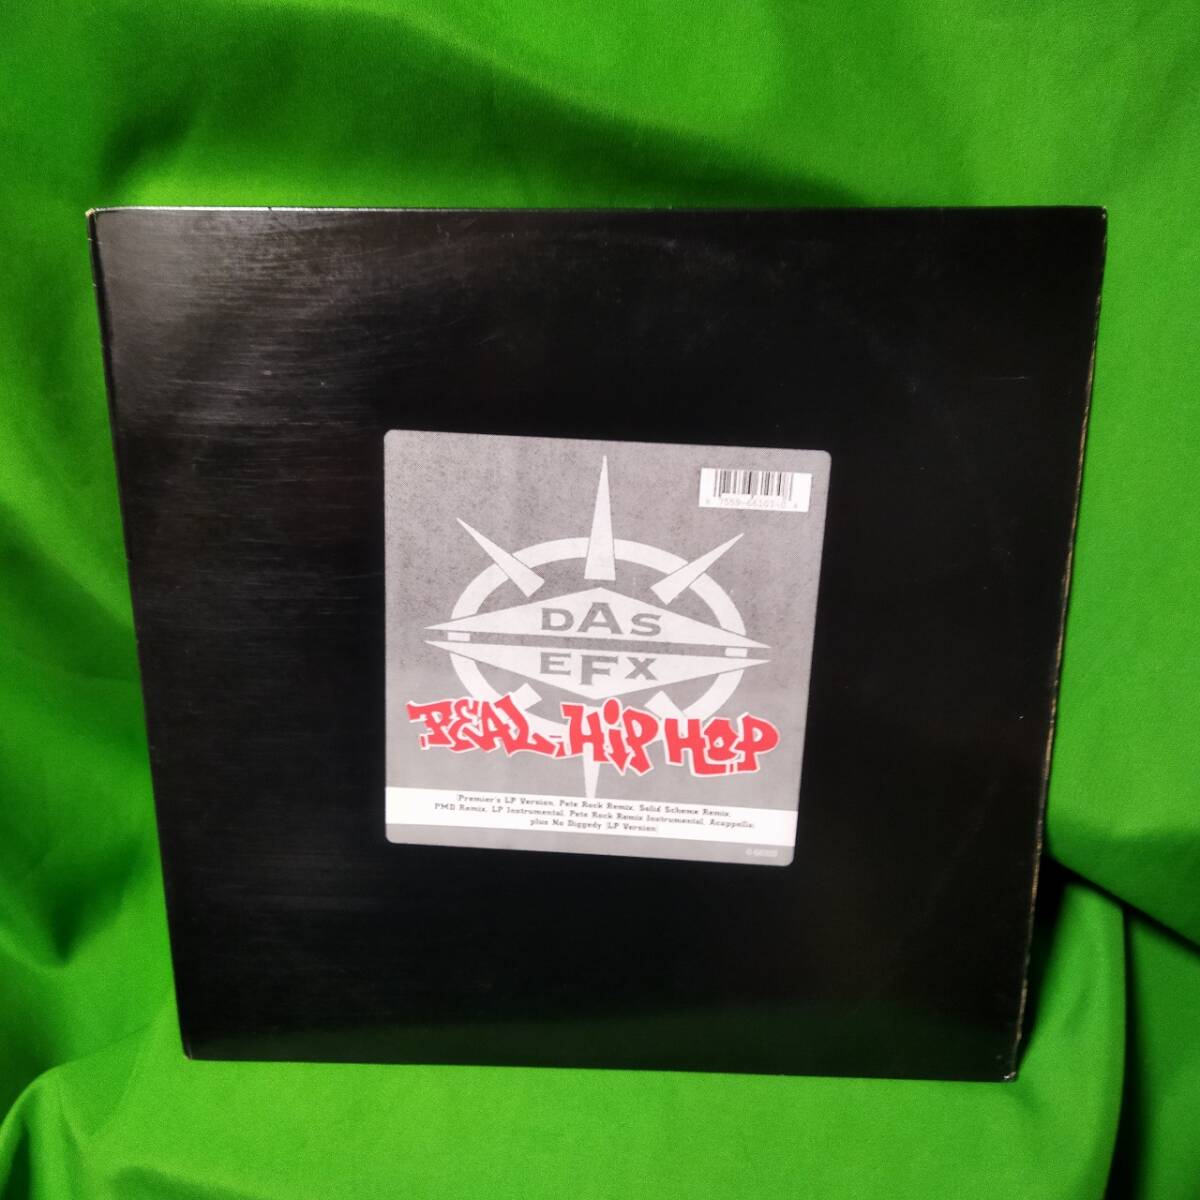 DAS
EFX
REAL HIP HOP
(Premier's LP Version, Pete Rock Remix, Solid Scheme Remix,
PMD Remix, LP Instrumental, Pete Rock Remix Instrumental, Acappella)
plus No Diggedy (LP Version)